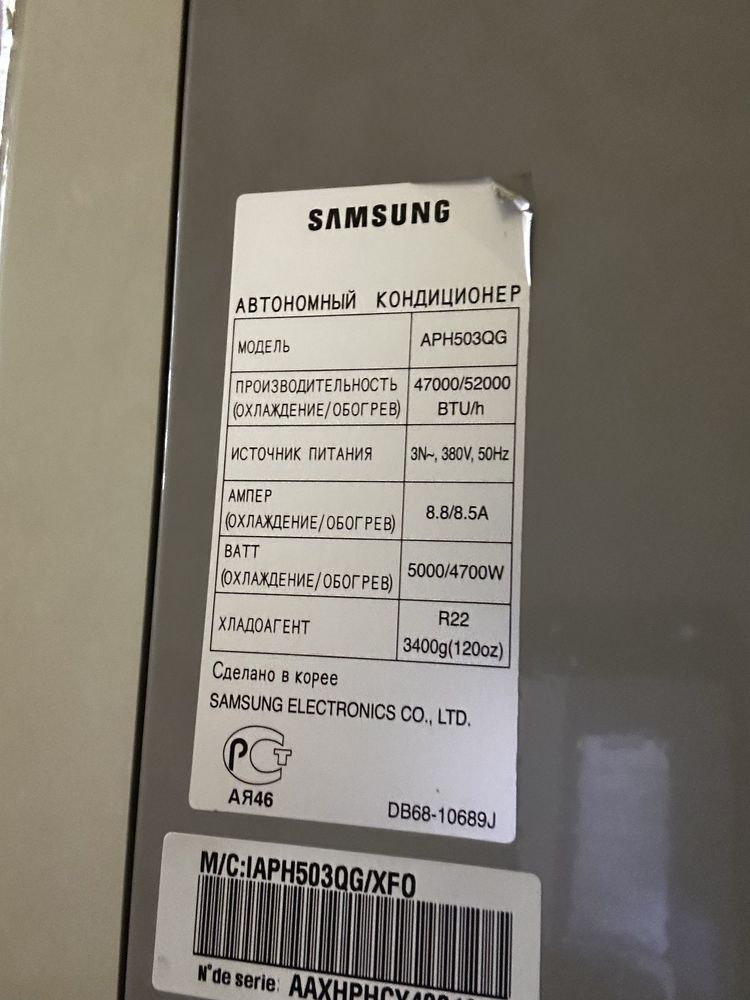 SAMSUNG
АВТОНОМНЫЙ КОНДИЦИОНЕР
МОДЕЛЬ APH503QG
ПРОИЗВОДИТЕЛЬНОСТЬ 47000/52000
(ОХЛАЖДЕНИЕ/ОБОГРЕВ) BTU/h
ИСТОЧНИК ПИТАНИЯ 3N~, 380V, 50Hz
АМПЕР
(ОХЛАЖДЕНИЕ/ОБОГРЕВ) 8.8/8.5A
ВАТТ
(ОХЛАЖДЕНИЕ/ОБОГРЕВ) 5000/4700W
ХЛАДОАГЕНТ R22
3400g(120oz)
Сделано в корее
SAMSUNG ELECTRONICS CO., LTD.
РСТ
АЯ46
DB68-10689J
M/C:IAPH503QG/XFO
N°de serie: